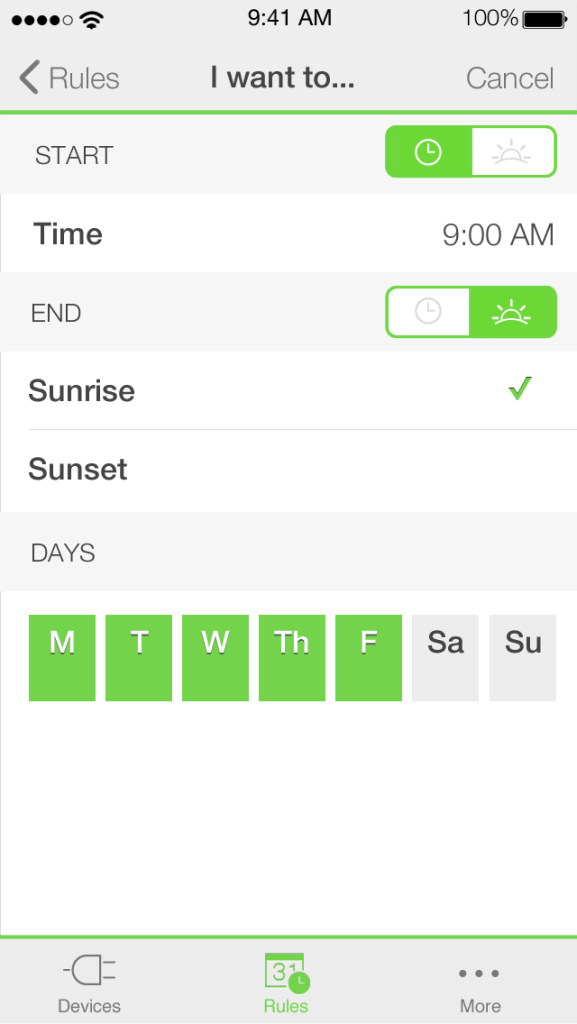 9:41 AM 100%
Rules I want to... Cancel
START
Time 9:00 AM
END
Sunrise
Sunset
DAYS
M T W Th F Sa Su
31
Devices Rules More